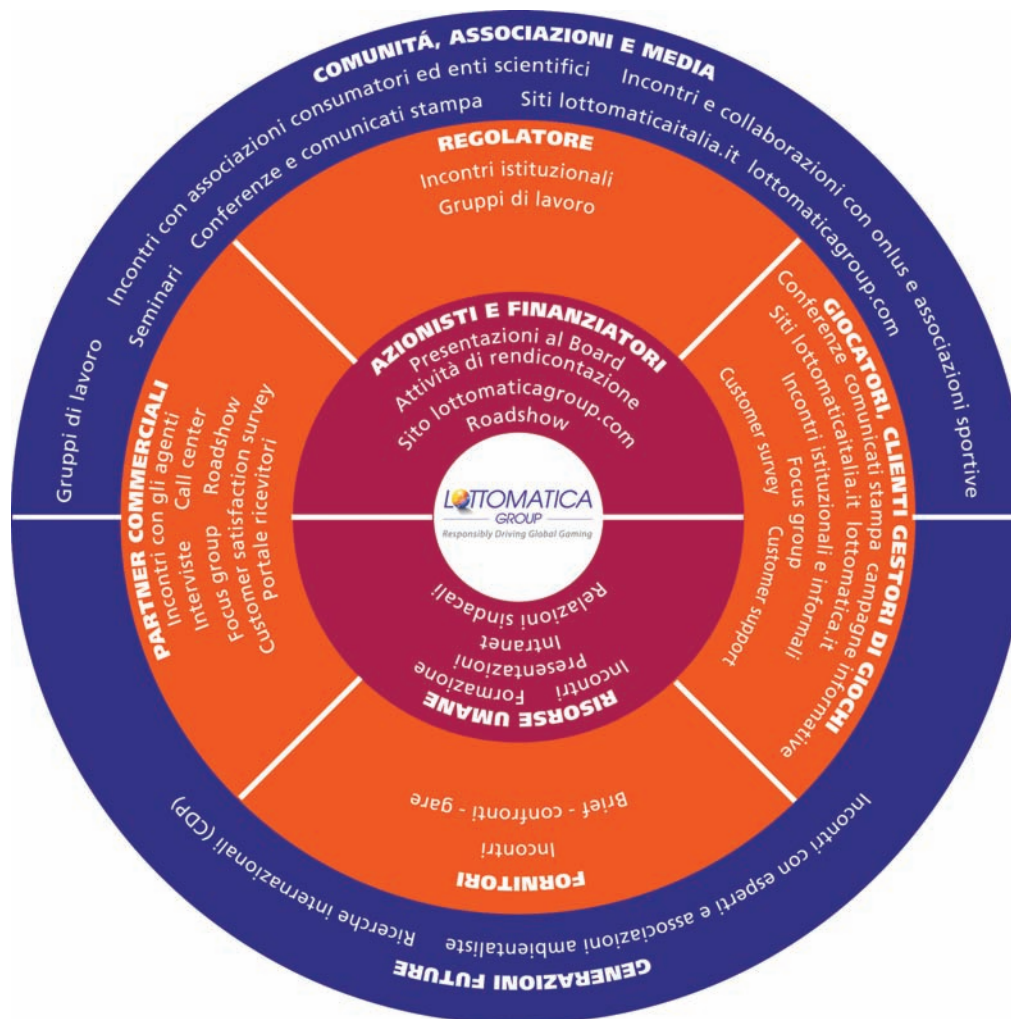 COMUNITÁ, ASSOCIAZIONI E MEDIA
Incontri con associazioni consumatori ed enti scientifici
Incontri e collaborazioni con onlus e associazioni sportive
Gruppi di lavoro
Seminari
Conferenze e comunicati stampa
Siti lottomaticaitalia.it lottomaticagroup.com
REGOLATORE
Incontri istituzionali
Gruppi di lavoro
PARTNER COMMERCIALI
Incontri con gli agenti
Interviste Call center
Focus group Roadshow
Customer satisfaction survey
Portale ricevitori
AZIONISTI E FINANZIATORI
Presentazioni al Board
Attività di rendicontazione
Sito lottomaticagroup.com
Roadshow
LOTTOMATICA
GROUP
Responsibly Driving Global Gaming
GIOCATORI, CLIENTI GESTORI DI GIOCHI
Conferenze comunicati stampa campagne informative
Siti lottomaticaitalia.it lottomatica.it
Incontri istituzionali e informali
Focus group
Customer survey Customer support
Relazioni sindacali
Intranet
Presentazioni
Formazione Incontri
RISORSE UMANE
Brief - confronti - gare
Incontri
FORNITORI
Ricerche internazionali (CDP)
Incontri con esperti e associazioni ambientaliste
GENERAZIONI FUTURE